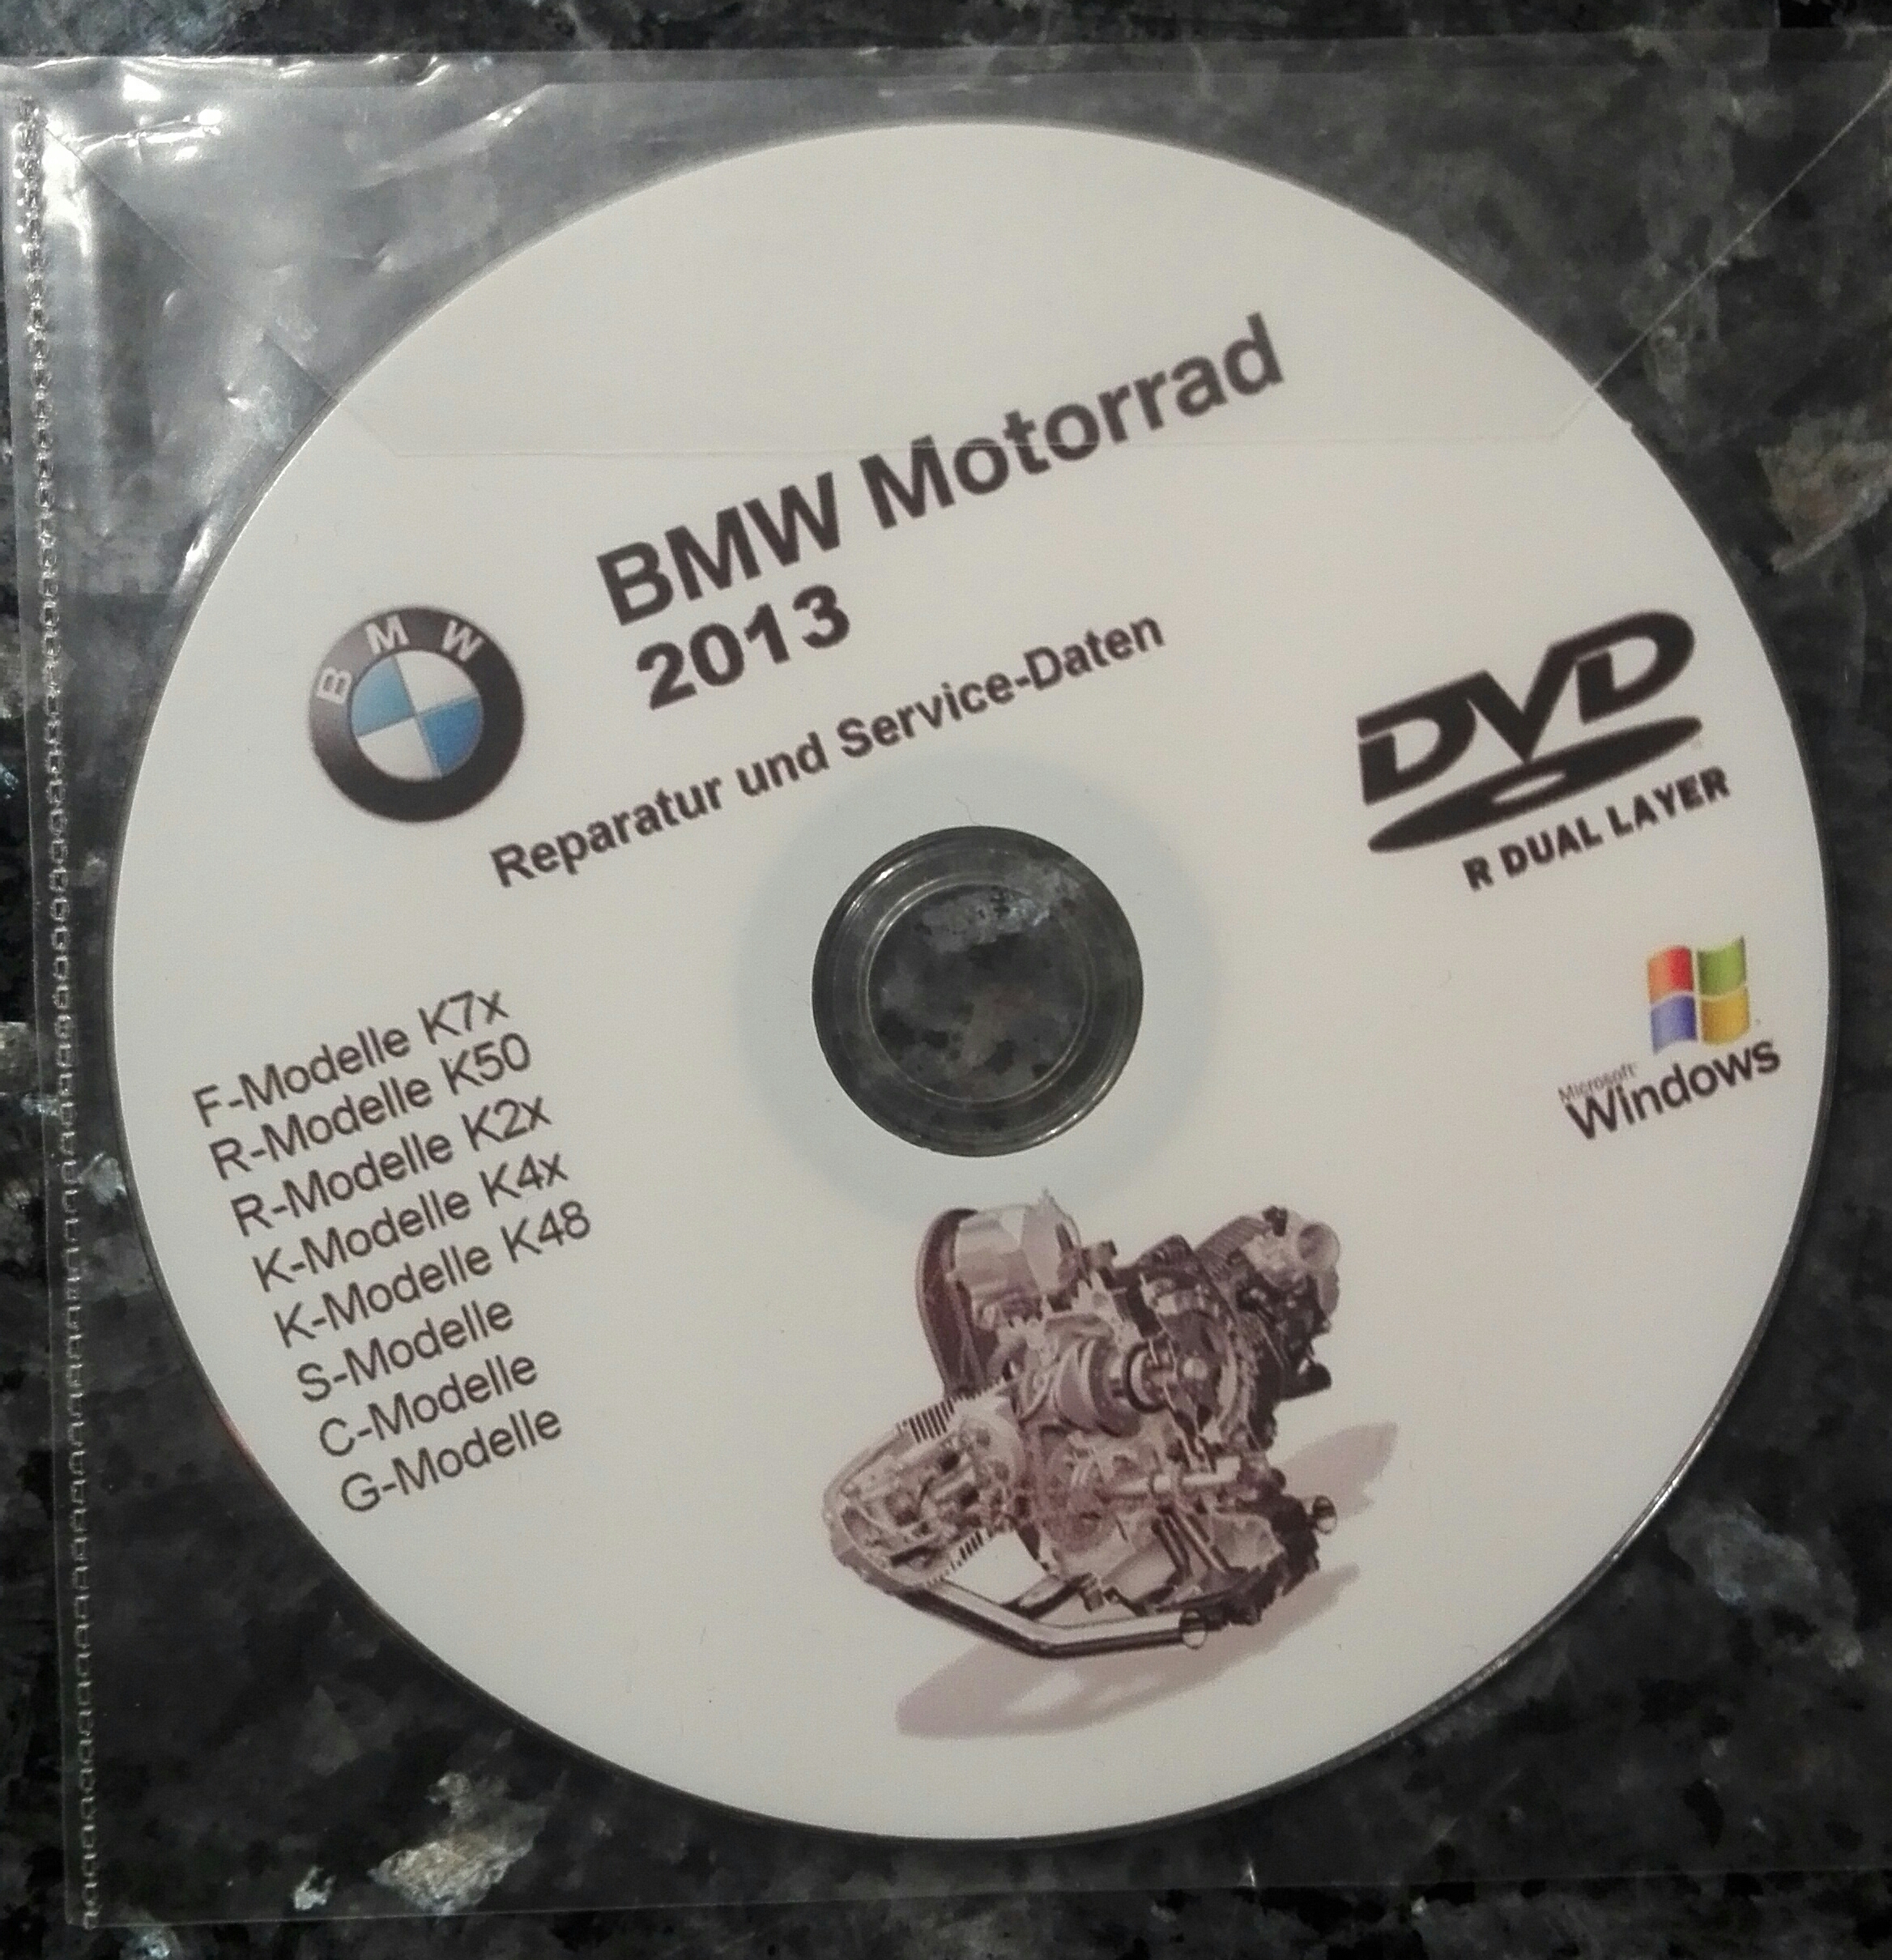 BMW Motorrad
2013
Reparatur und Service-Daten
BMW
DVD
R DUAL LAYER
Microsoft
Windows
F-Modelle K7x
R-Modelle K50
R-Modelle K2x
K-Modelle K4x
K-Modelle K48
S-Modelle
C-Modelle
G-Modelle